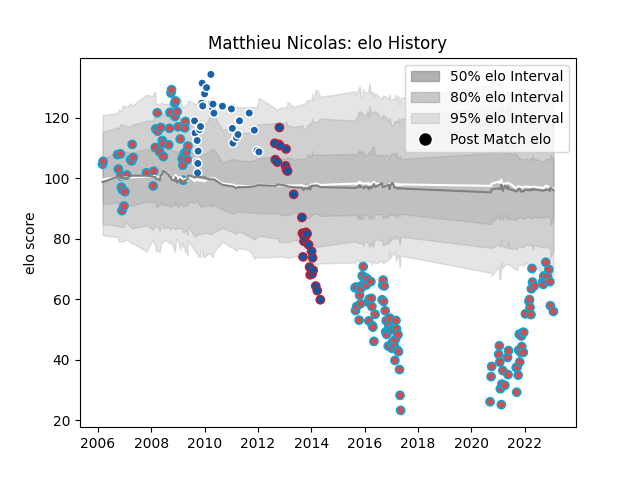 Matthieu Nicolas: elo History
50% elo Interval
80% elo Interval
95% elo Interval
Post Match elo
elo score
120
100
80
60
40
20
2006 2008 2010 2012 2014 2016 2018 2020 2022